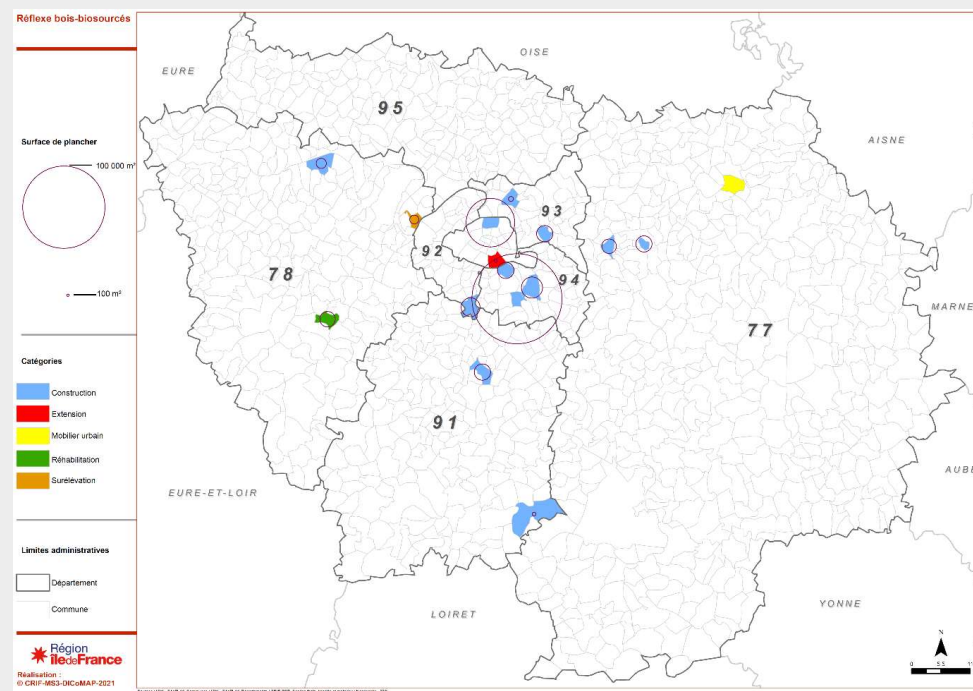 Réflexe bois-biosourcés
Surface de plancher
100 000 m²
100 m²
Catégories
Construction
Extension
Mobilier urbain
Réhabilitation
Surélévation
Limites administratives
Département
Commune
Région
îledeFrance
Réalisation :
© CRIF-MS3-DICoMAP-2021
EURE
OISE
AISNE
MARNE
AUBE
YONNE
LOIRET
EURE-ET-LOIR
95
93
92
94
78
77
91
N
0 5.5 11